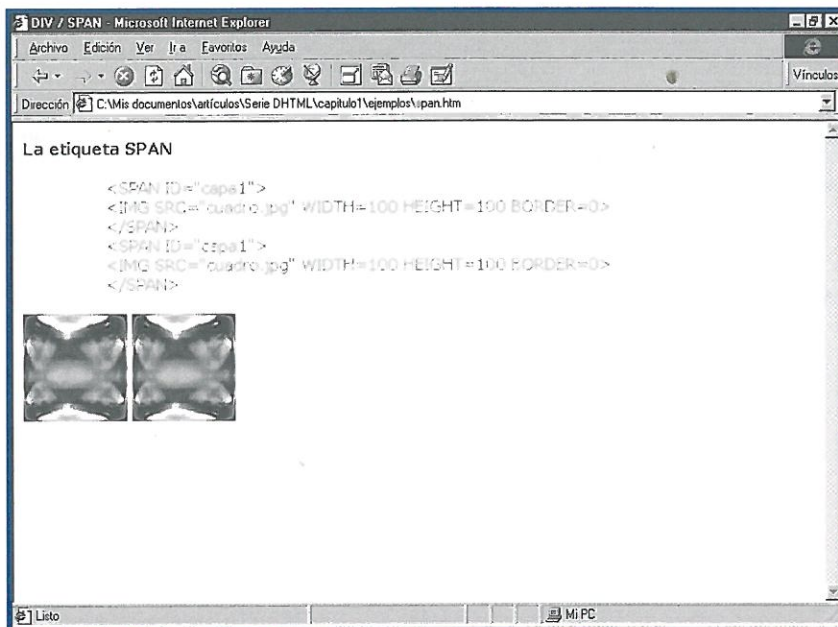 DIV / SPAN - Microsoft Internet Explorer
Archivo Edición Ver Ir a Favoritos Ayuda
Vínculos
Dirección C:\Mis documentos\artículos\Serie DHTML\capitulo1\ejemplos\span.htm
La etiqueta SPAN
<SPAN ID="capa1">
<IMG SRC="cuadro.jpg" WIDTH=100 HEIGHT=100 BORDER=0>
</SPAN>
<SPAN ID="capa1">
<IMG SRC="cuadro.jpg" WIDTH=100 HEIGHT=100 BORDER=0>
</SPAN>
Listo
Mi PC